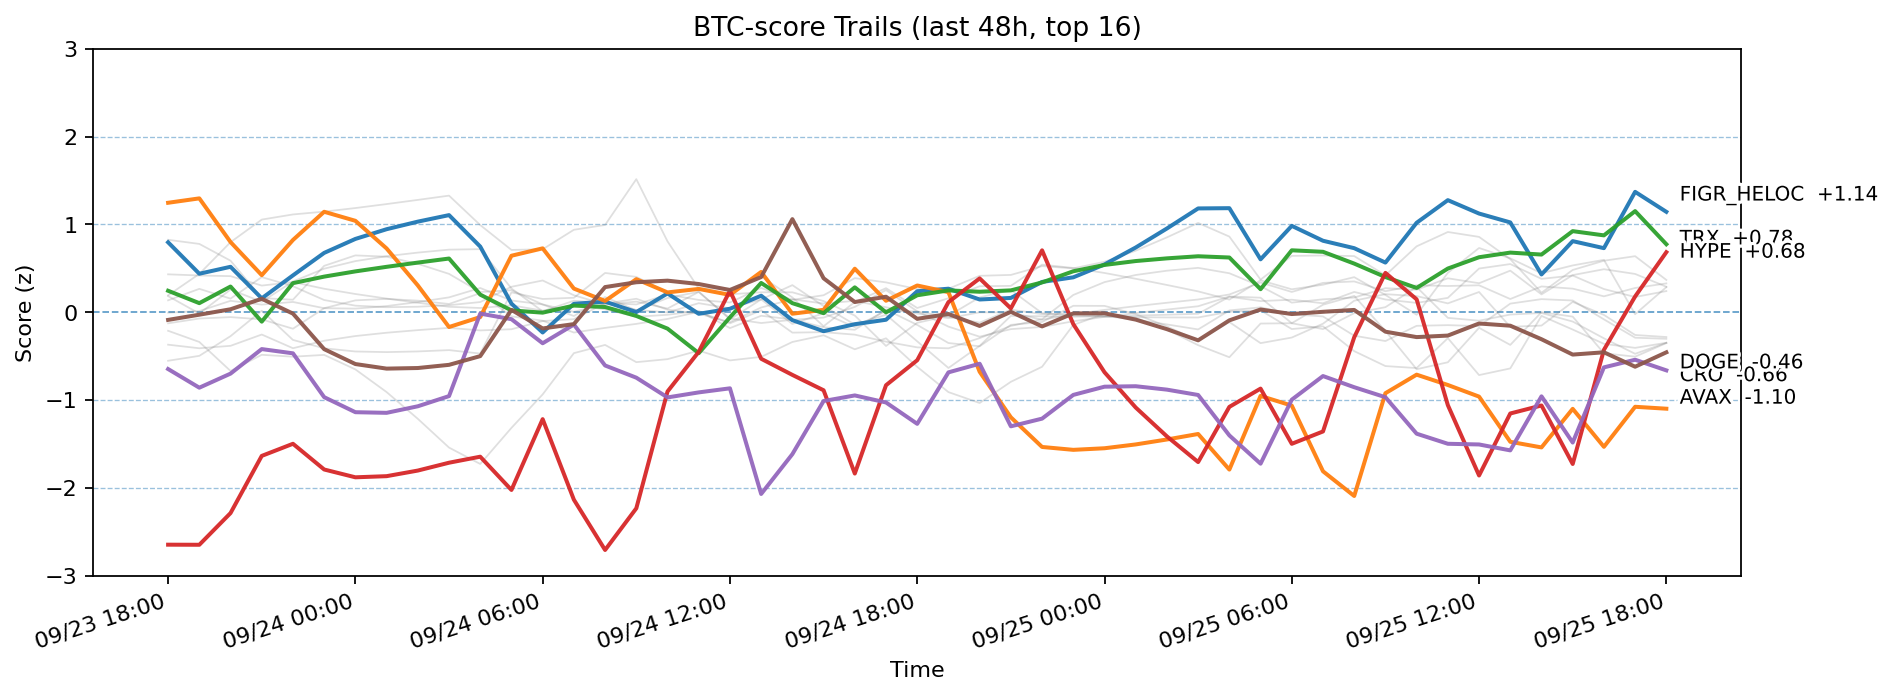 BTC-score Trails (last 48h, top 16)
Score (z)
3
2
1
0
−1
−2
−3
FIGR_HELOC +1.14
TRX +0.78
HYPE +0.68
DOGE -0.46
CRO -0.66
AVAX -1.10
09/23 18:00
09/24 00:00
09/24 06:00
09/24 12:00
09/24 18:00
09/25 00:00
09/25 06:00
09/25 12:00
09/25 18:00
Time